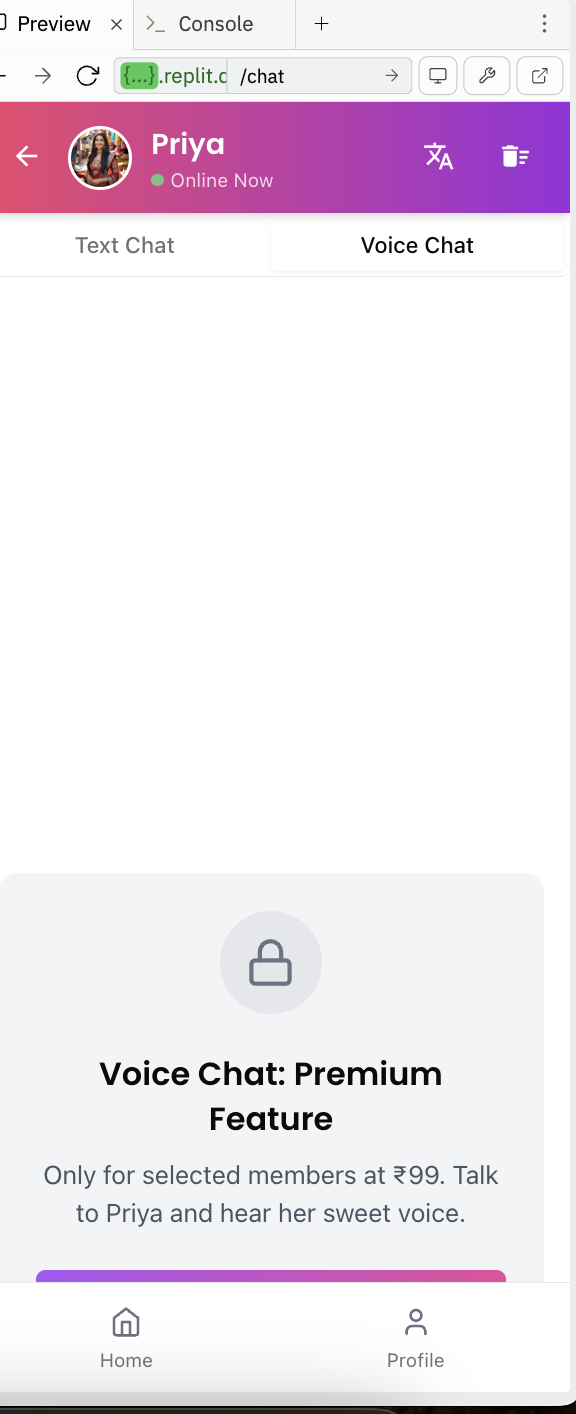 Preview
Console
{...}.replit.d
/chat
Priya
Online Now
Text Chat
Voice Chat
Voice Chat: Premium
Feature
Only for selected members at ₹99. Talk
to Priya and hear her sweet voice.
Home
Profile